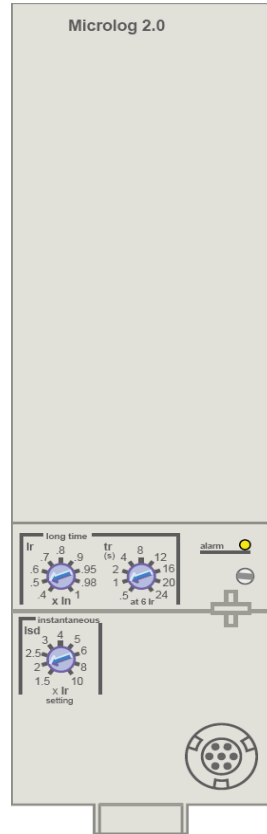 Microlog 2.0
long time
Ir
.4 .5 .6 .7 .8 .9 .95 .98 1
x In
tr
(s)
.5 1 2 4 8 12 16 20 24
at 6 Ir
alarm
instantaneous
Isd
1.5 2 2.5 3 4 5 6 8 10
x Ir
setting